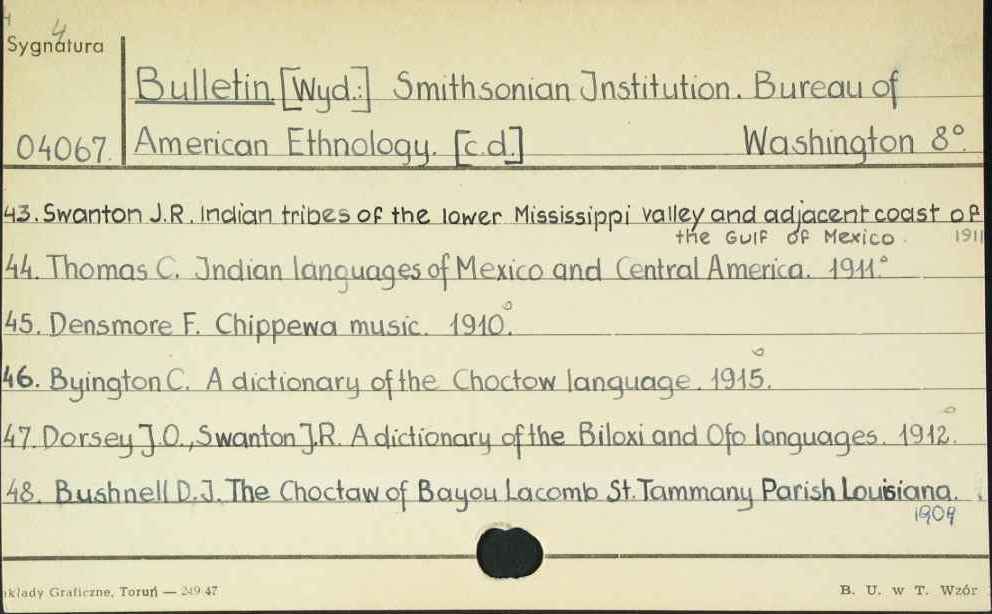 4
4
Sygnatura
Bulletin [Wyd.:] Smithsonian Institution. Bureau of
04067. American Ethnology. [c.d.] Washington 8°.
43. Swanton J.R. Indian tribes of the lower Mississippi valley and adjacent coast of
the Gulf of Mexico. 1911
44. Thomas C. Indian languages of Mexico and Central America. 1911.°
45. Densmore F. Chippewa music. 1910.°
46. Byington C. A dictionary of the Choctow language. 1915.°
47. Dorsey J.O., Swanton J.R. A dictionary of the Biloxi and Ofo languages. 1912.°
48. Bushnell D.J. The Choctaw of Bayou Lacomb St. Tammany Parish Louisiana.
1909
kłady Graficzne, Toruń — 249 47 B. U. w T. Wzór